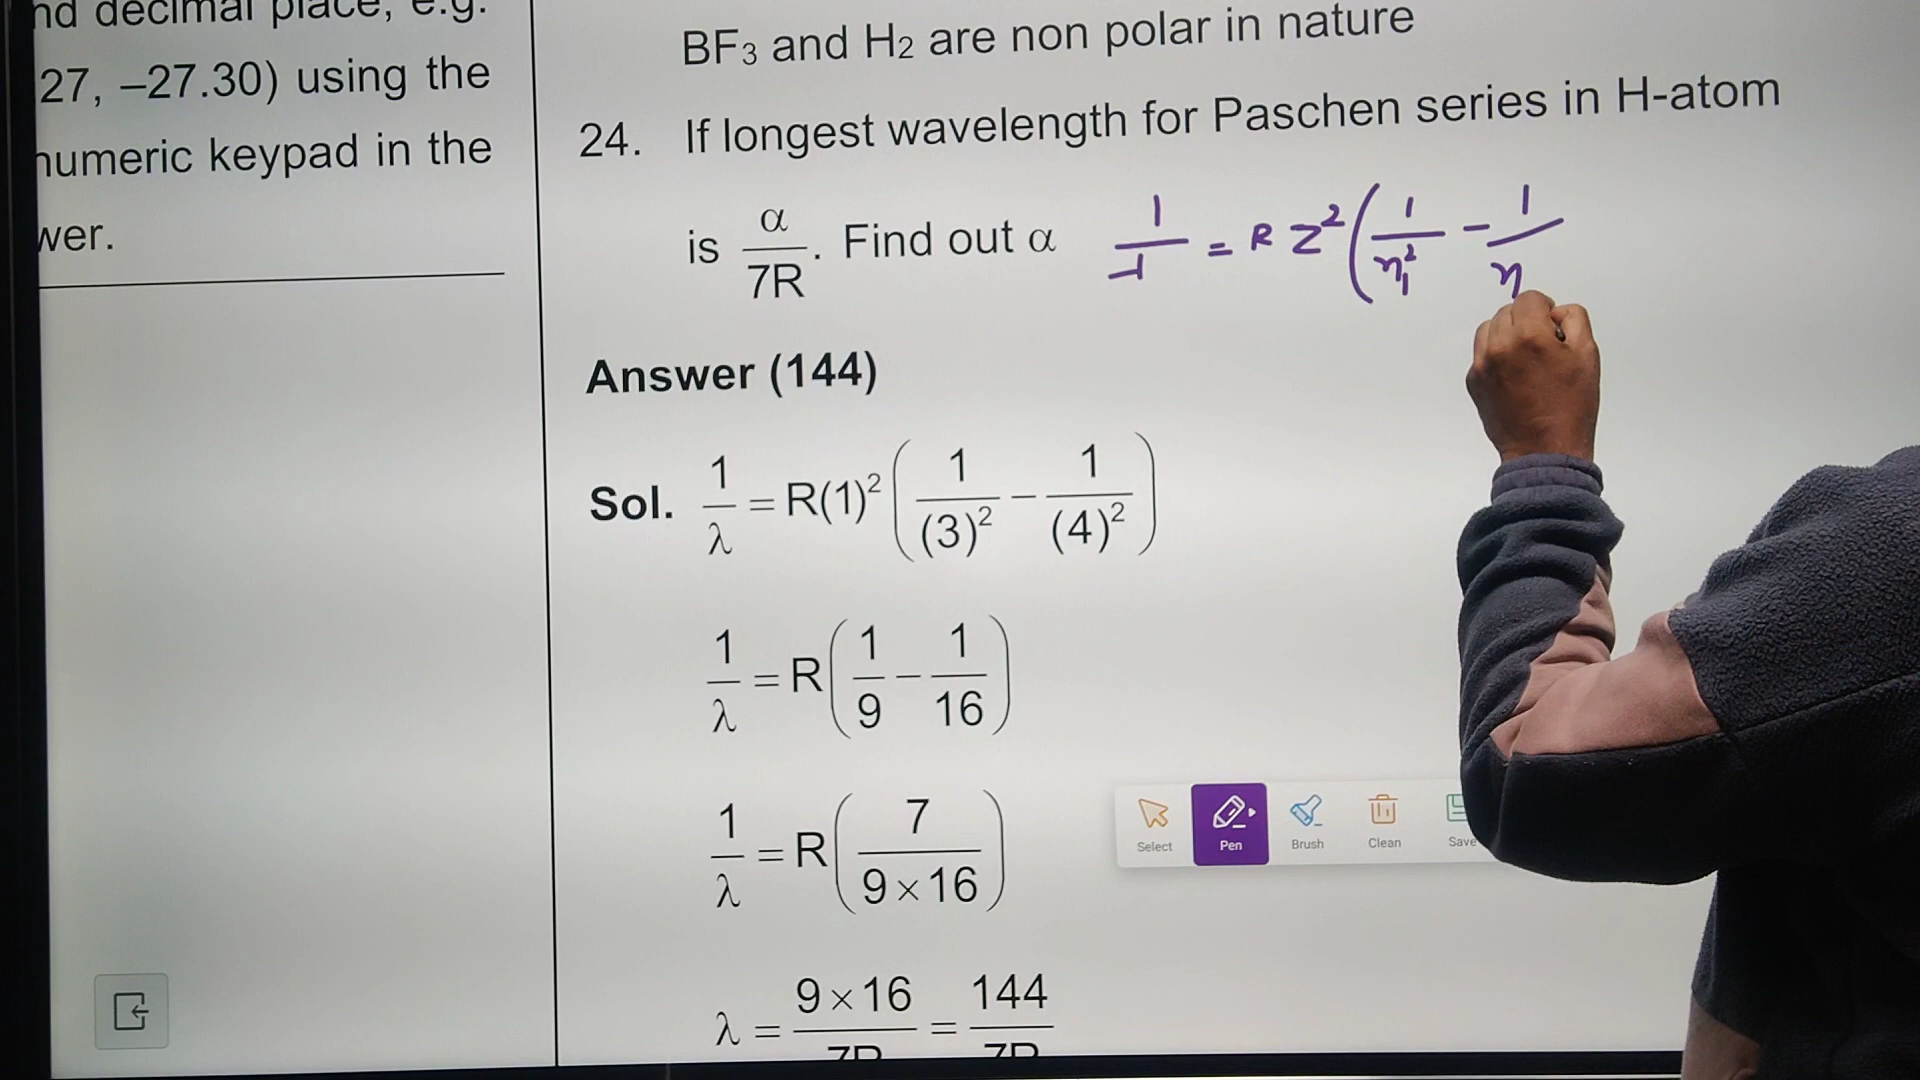 nd decimal place, e.g.
27, –27.30) using the
numeric keypad in the
wer.
BF₃ and H₂ are non polar in nature
24. If longest wavelength for Paschen series in H-atom
is α/7R. Find out α
1/λ = R Z² (1/n₁² - 1/n
Answer (144)
Sol. 1/λ = R(1)² (1/(3)² – 1/(4)²)
1/λ = R(1/9 – 1/16)
1/λ = R(7/(9×16))
λ = 9×16/7R = 144/7R
Select Pen Brush Clean Save